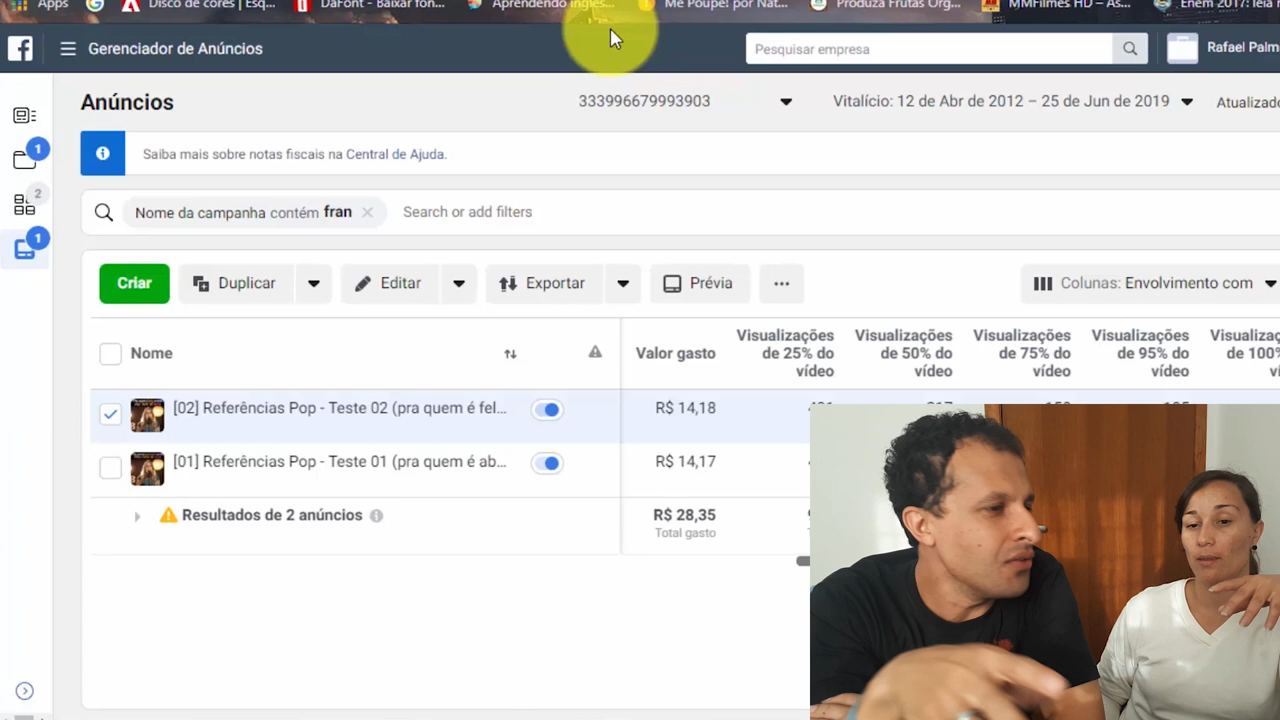 Apps Disco de cores | Esq... DaFont - Baixar fon... Aprendendo inglês... Me Poupe! por Nat... Produza Frutas Org... MMFilmes HD – As... Enem 2017: leia r
Gerenciador de Anúncios Pesquisar empresa Rafael Palm
Anúncios 333996679993903 Vitalício: 12 de Abr de 2012 – 25 de Jun de 2019 Atualizado
Saiba mais sobre notas fiscais na Central de Ajuda.
1
2
1
Nome da campanha contém fran Search or add filters
Criar Duplicar Editar Exportar Prévia ... Colunas: Envolvimento com
Nome Valor gasto
Visualizações de 25% do vídeo
Visualizações de 50% do vídeo
Visualizações de 75% do vídeo
Visualizações de 95% do vídeo
de 100%
[02] Referências Pop - Teste 02 (pra quem é fel... R$ 14,18
[01] Referências Pop - Teste 01 (pra quem é ab... R$ 14,17
Resultados de 2 anúncios R$ 28,35
Total gasto